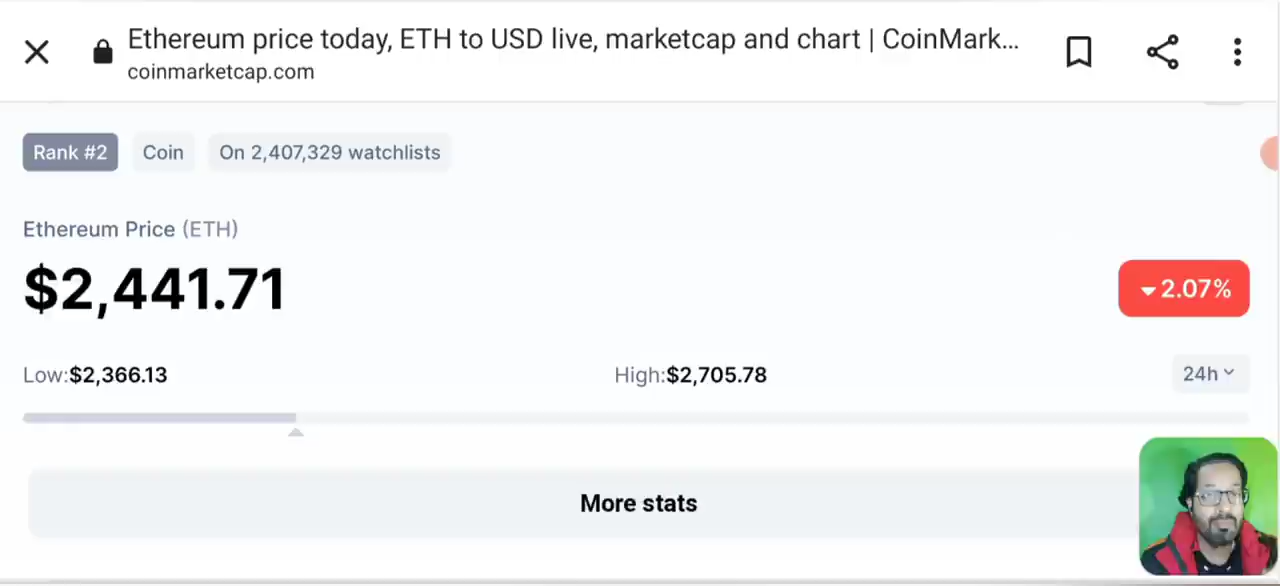 Ethereum price today, ETH to USD live, marketcap and chart | CoinMark...
coinmarketcap.com
Rank #2 Coin On 2,407,329 watchlists
Ethereum Price (ETH)
$2,441.71 2.07%
Low:$2,366.13 High:$2,705.78 24h
More stats